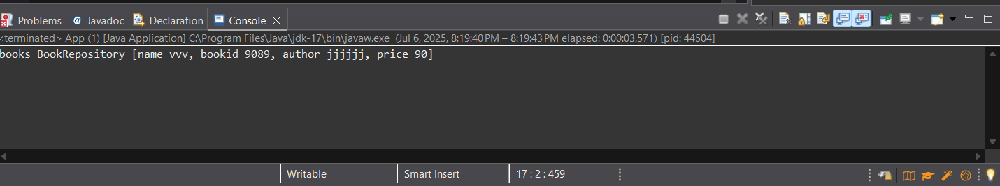 Problems @ Javadoc Declaration Console
<terminated> App (1) [Java Application] C:\Program Files\Java\jdk-17\bin\javaw.exe (Jul 6, 2025, 8:19:40 PM – 8:19:43 PM elapsed: 0:00:03.571) [pid: 44504]
books BookRepository [name=vvv, bookid=9089, author=jjjjjj, price=90]
Writable Smart Insert 17 : 2 : 459